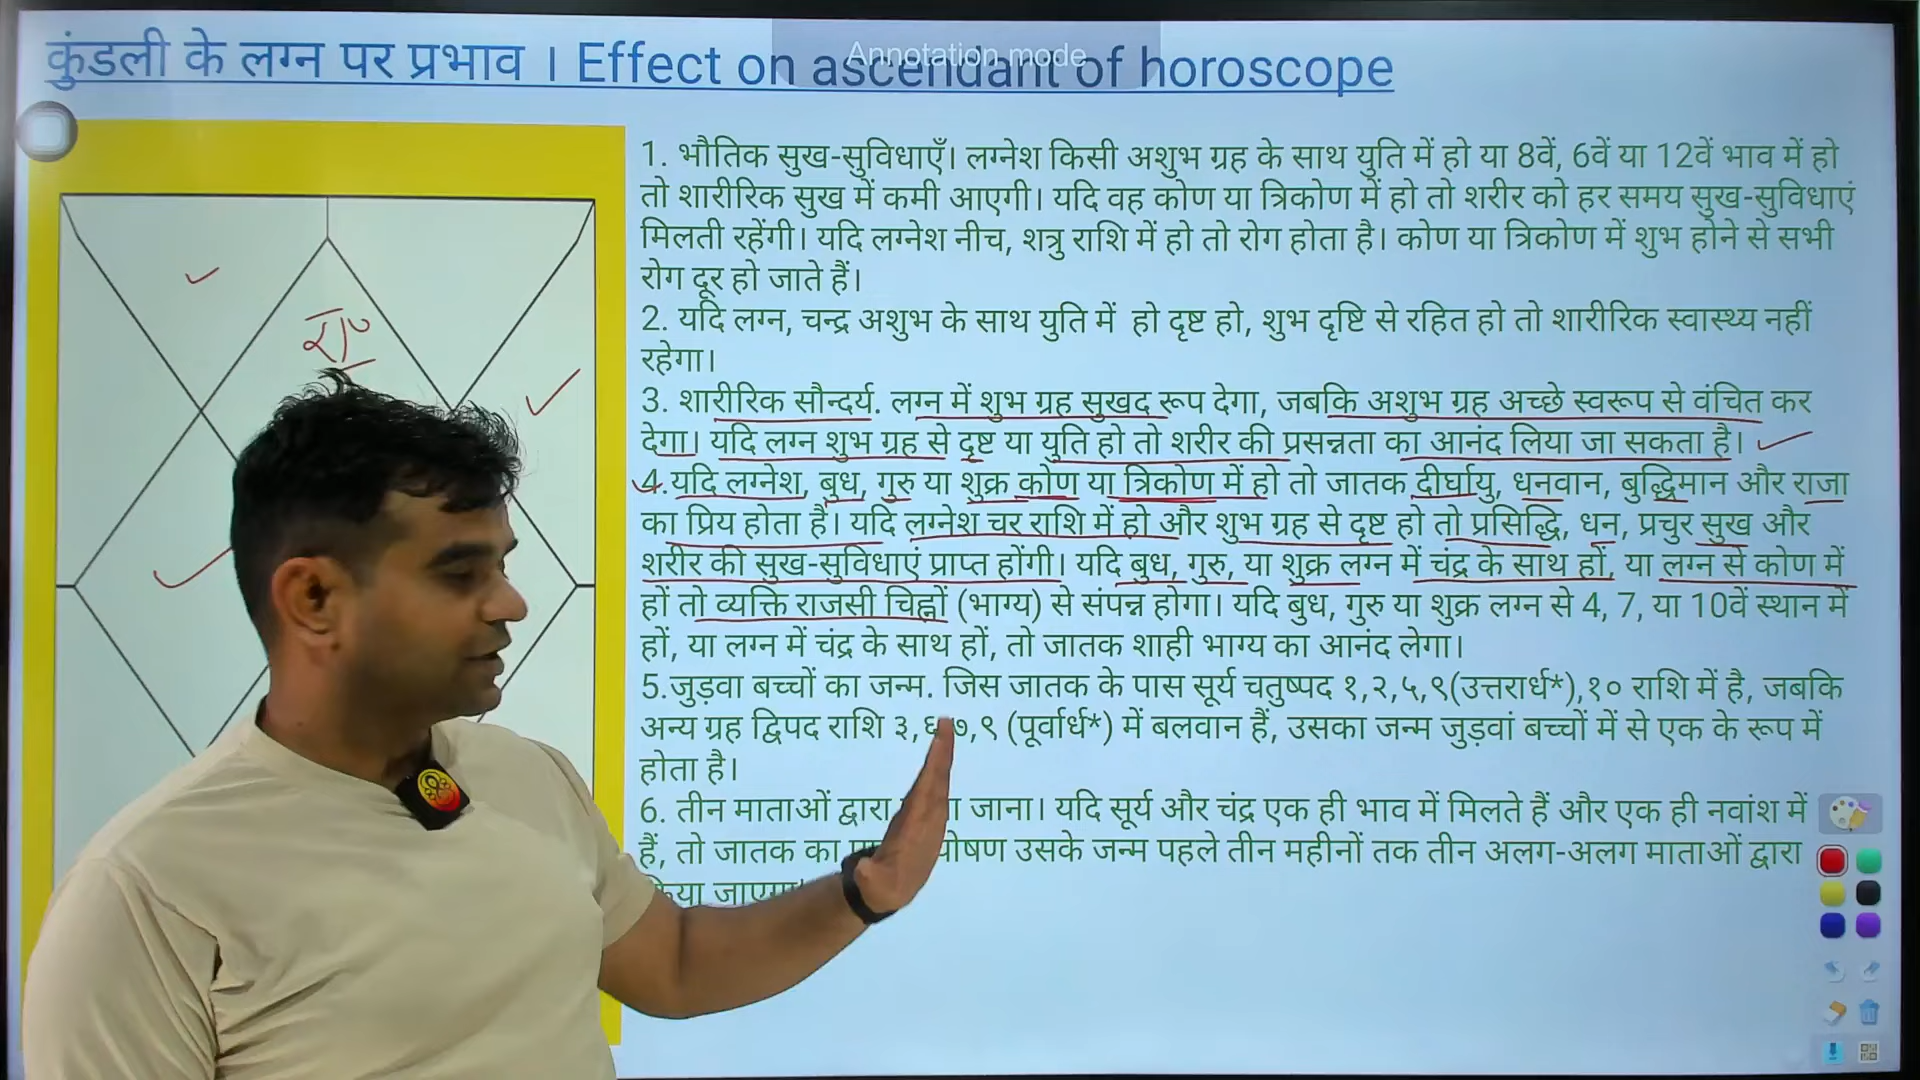 कुंडली के लग्न पर प्रभाव । Effect on ascendant of horoscope
Annotation mode
रा०
1. भौतिक सुख-सुविधाएँ। लग्नेश किसी अशुभ ग्रह के साथ युति में हो या 8वें, 6वें या 12वें भाव में हो
तो शारीरिक सुख में कमी आएगी। यदि वह कोण या त्रिकोण में हो तो शरीर को हर समय सुख-सुविधाएं
मिलती रहेंगी। यदि लग्नेश नीच, शत्रु राशि में हो तो रोग होता है। कोण या त्रिकोण में शुभ होने से सभी
रोग दूर हो जाते हैं।
2. यदि लग्न, चन्द्र अशुभ के साथ युति में हो दृष्ट हो, शुभ दृष्टि से रहित हो तो शारीरिक स्वास्थ्य नहीं
रहेगा।
3. शारीरिक सौन्दर्य. लग्न में शुभ ग्रह सुखद रूप देगा, जबकि अशुभ ग्रह अच्छे स्वरूप से वंचित कर
देगा। यदि लग्न शुभ ग्रह से दृष्ट या युति हो तो शरीर की प्रसन्नता का आनंद लिया जा सकता है।
4.यदि लग्नेश, बुध, गुरु या शुक्र कोण या त्रिकोण में हो तो जातक दीर्घायु, धनवान, बुद्धिमान और राजा
का प्रिय होता है। यदि लग्नेश चर राशि में हो और शुभ ग्रह से दृष्ट हो तो प्रसिद्धि, धन, प्रचुर सुख और
शरीर की सुख-सुविधाएं प्राप्त होंगी। यदि बुध, गुरु, या शुक्र लग्न में चंद्र के साथ हों, या लग्न से कोण में
हों तो व्यक्ति राजसी चिह्नों (भाग्य) से संपन्न होगा। यदि बुध, गुरु या शुक्र लग्न से 4, 7, या 10वें स्थान में
हों, या लग्न में चंद्र के साथ हों, तो जातक शाही भाग्य का आनंद लेगा।
5.जुड़वा बच्चों का जन्म. जिस जातक के पास सूर्य चतुष्पद १,२,५,९(उत्तरार्ध*),१० राशि में है, जबकि
अन्य ग्रह द्विपद राशि ३,६,७,९ (पूर्वार्ध*) में बलवान हैं, उसका जन्म जुड़वां बच्चों में से एक के रूप में
होता है।
6. तीन माताओं द्वारा जाना। यदि सूर्य और चंद्र एक ही भाव में मिलते हैं और एक ही नवांश में
हैं, तो जातक का उसके जन्म पहले तीन महीनों तक तीन अलग-अलग माताओं द्वारा